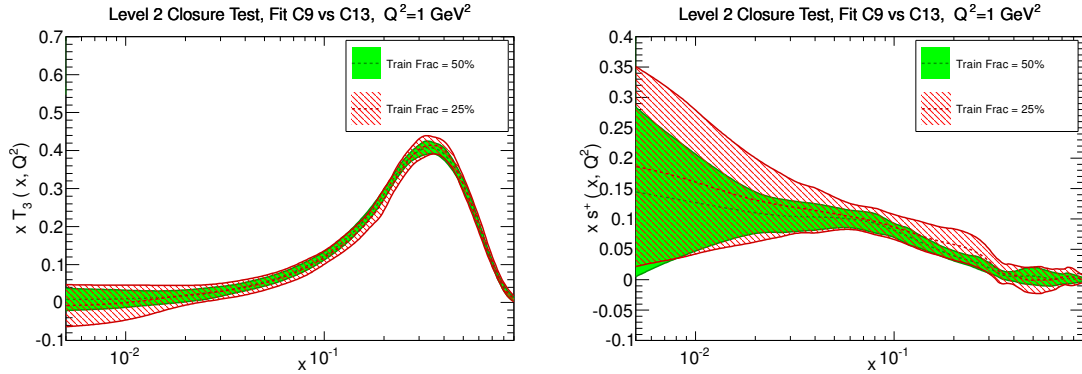 Level 2 Closure Test, Fit C9 vs C13, Q²=1 GeV²
x T₃ ( x, Q²)
0.7
0.6
0.5
0.4
0.3
0.2
0.1
0
-0.1
Train Frac = 50%
Train Frac = 25%
10⁻²
10⁻¹
x
Level 2 Closure Test, Fit C9 vs C13, Q²=1 GeV²
x s⁺ ( x, Q²)
0.4
0.35
0.3
0.25
0.2
0.15
0.1
0.05
0
-0.05
-0.1
Train Frac = 50%
Train Frac = 25%
10⁻²
10⁻¹
x